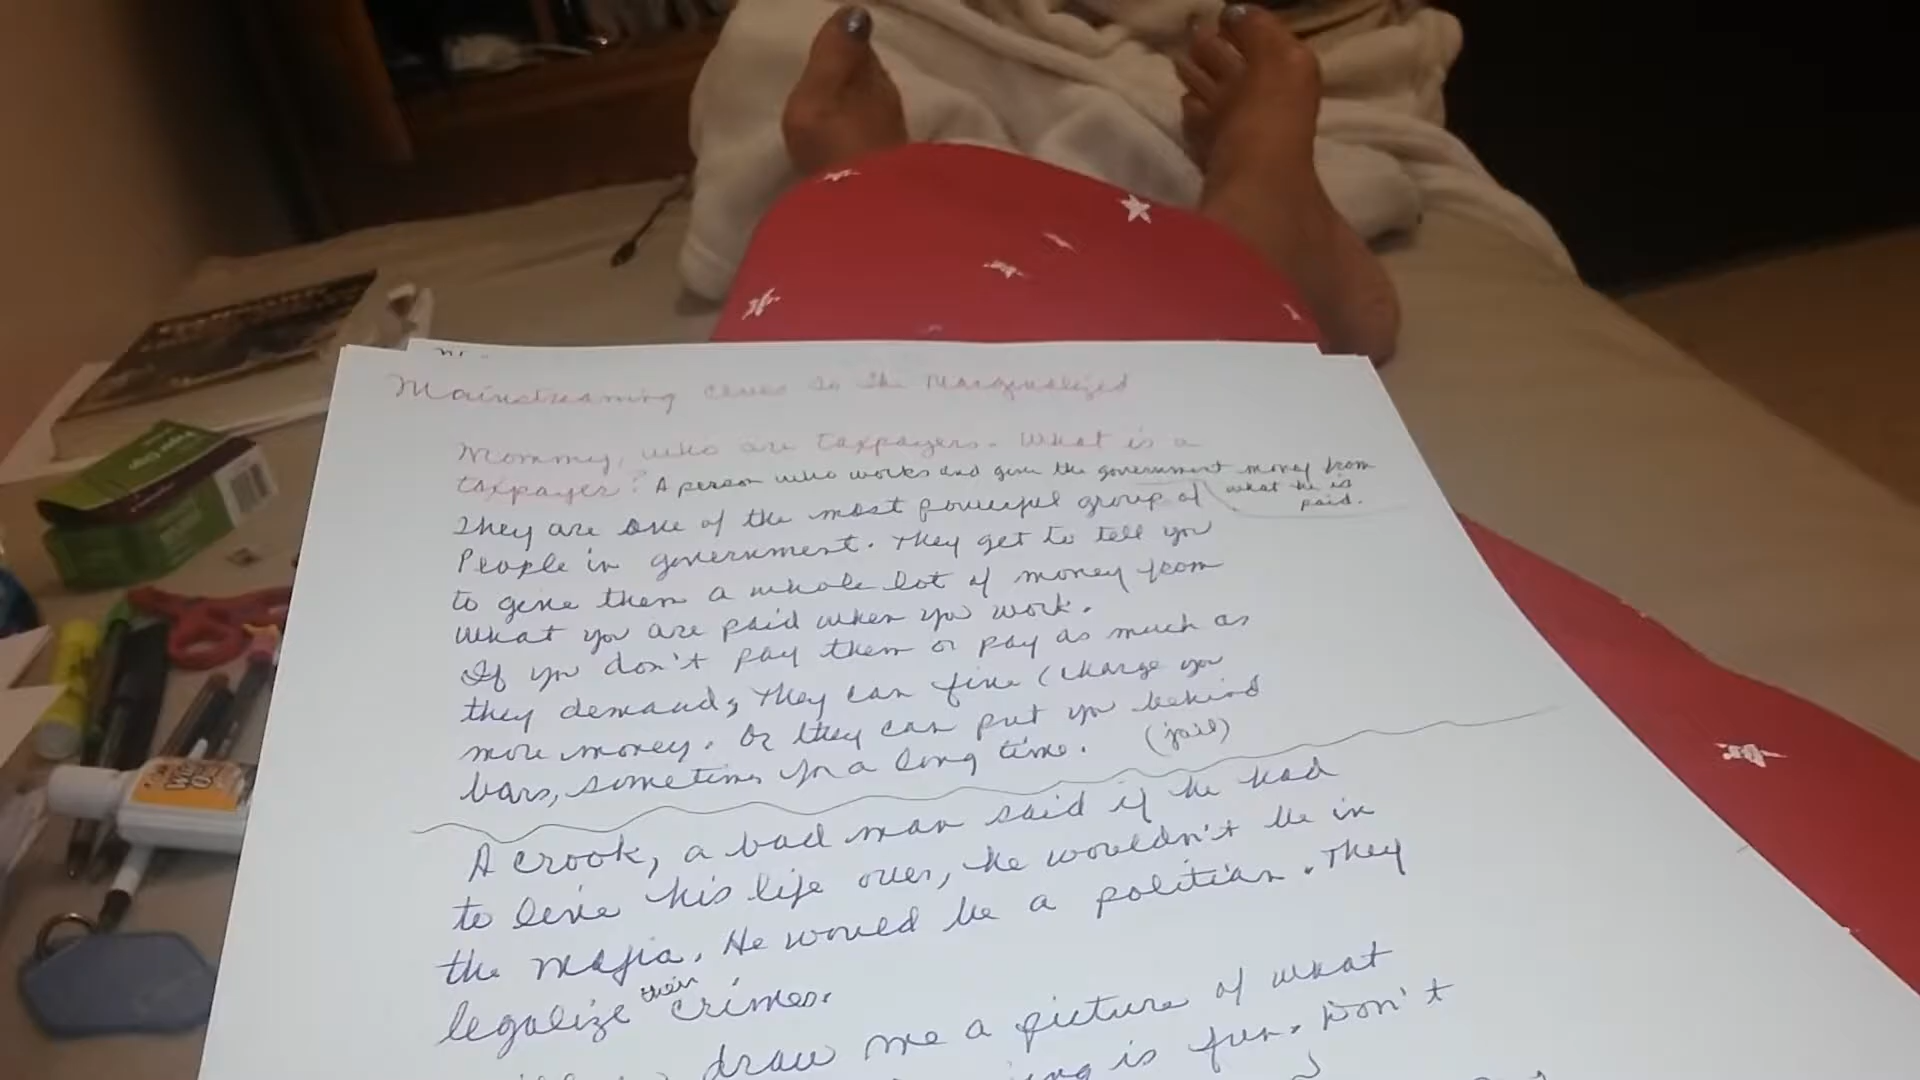 Mainstreaming clues to the Marginalized
Mommy, who are taxpayers. What is a
taxpayer? A person who works and give the government money from
what he is
paid.
They are one of the most powerful group of
People in government. They get to tell you
to give them a whole lot of money from
what you are paid when you work.
If you don't pay them or pay as much as
they demand, they can fine (charge you
more money. Or they can put you behind
bars, sometimes for a long time. (jail)
A crook, a bad man said if he had
to live his life over, he wouldn't be in
the mafia. He would be a politian. They
legalize their crimes.
draw me a picture of what
is fun. Don't